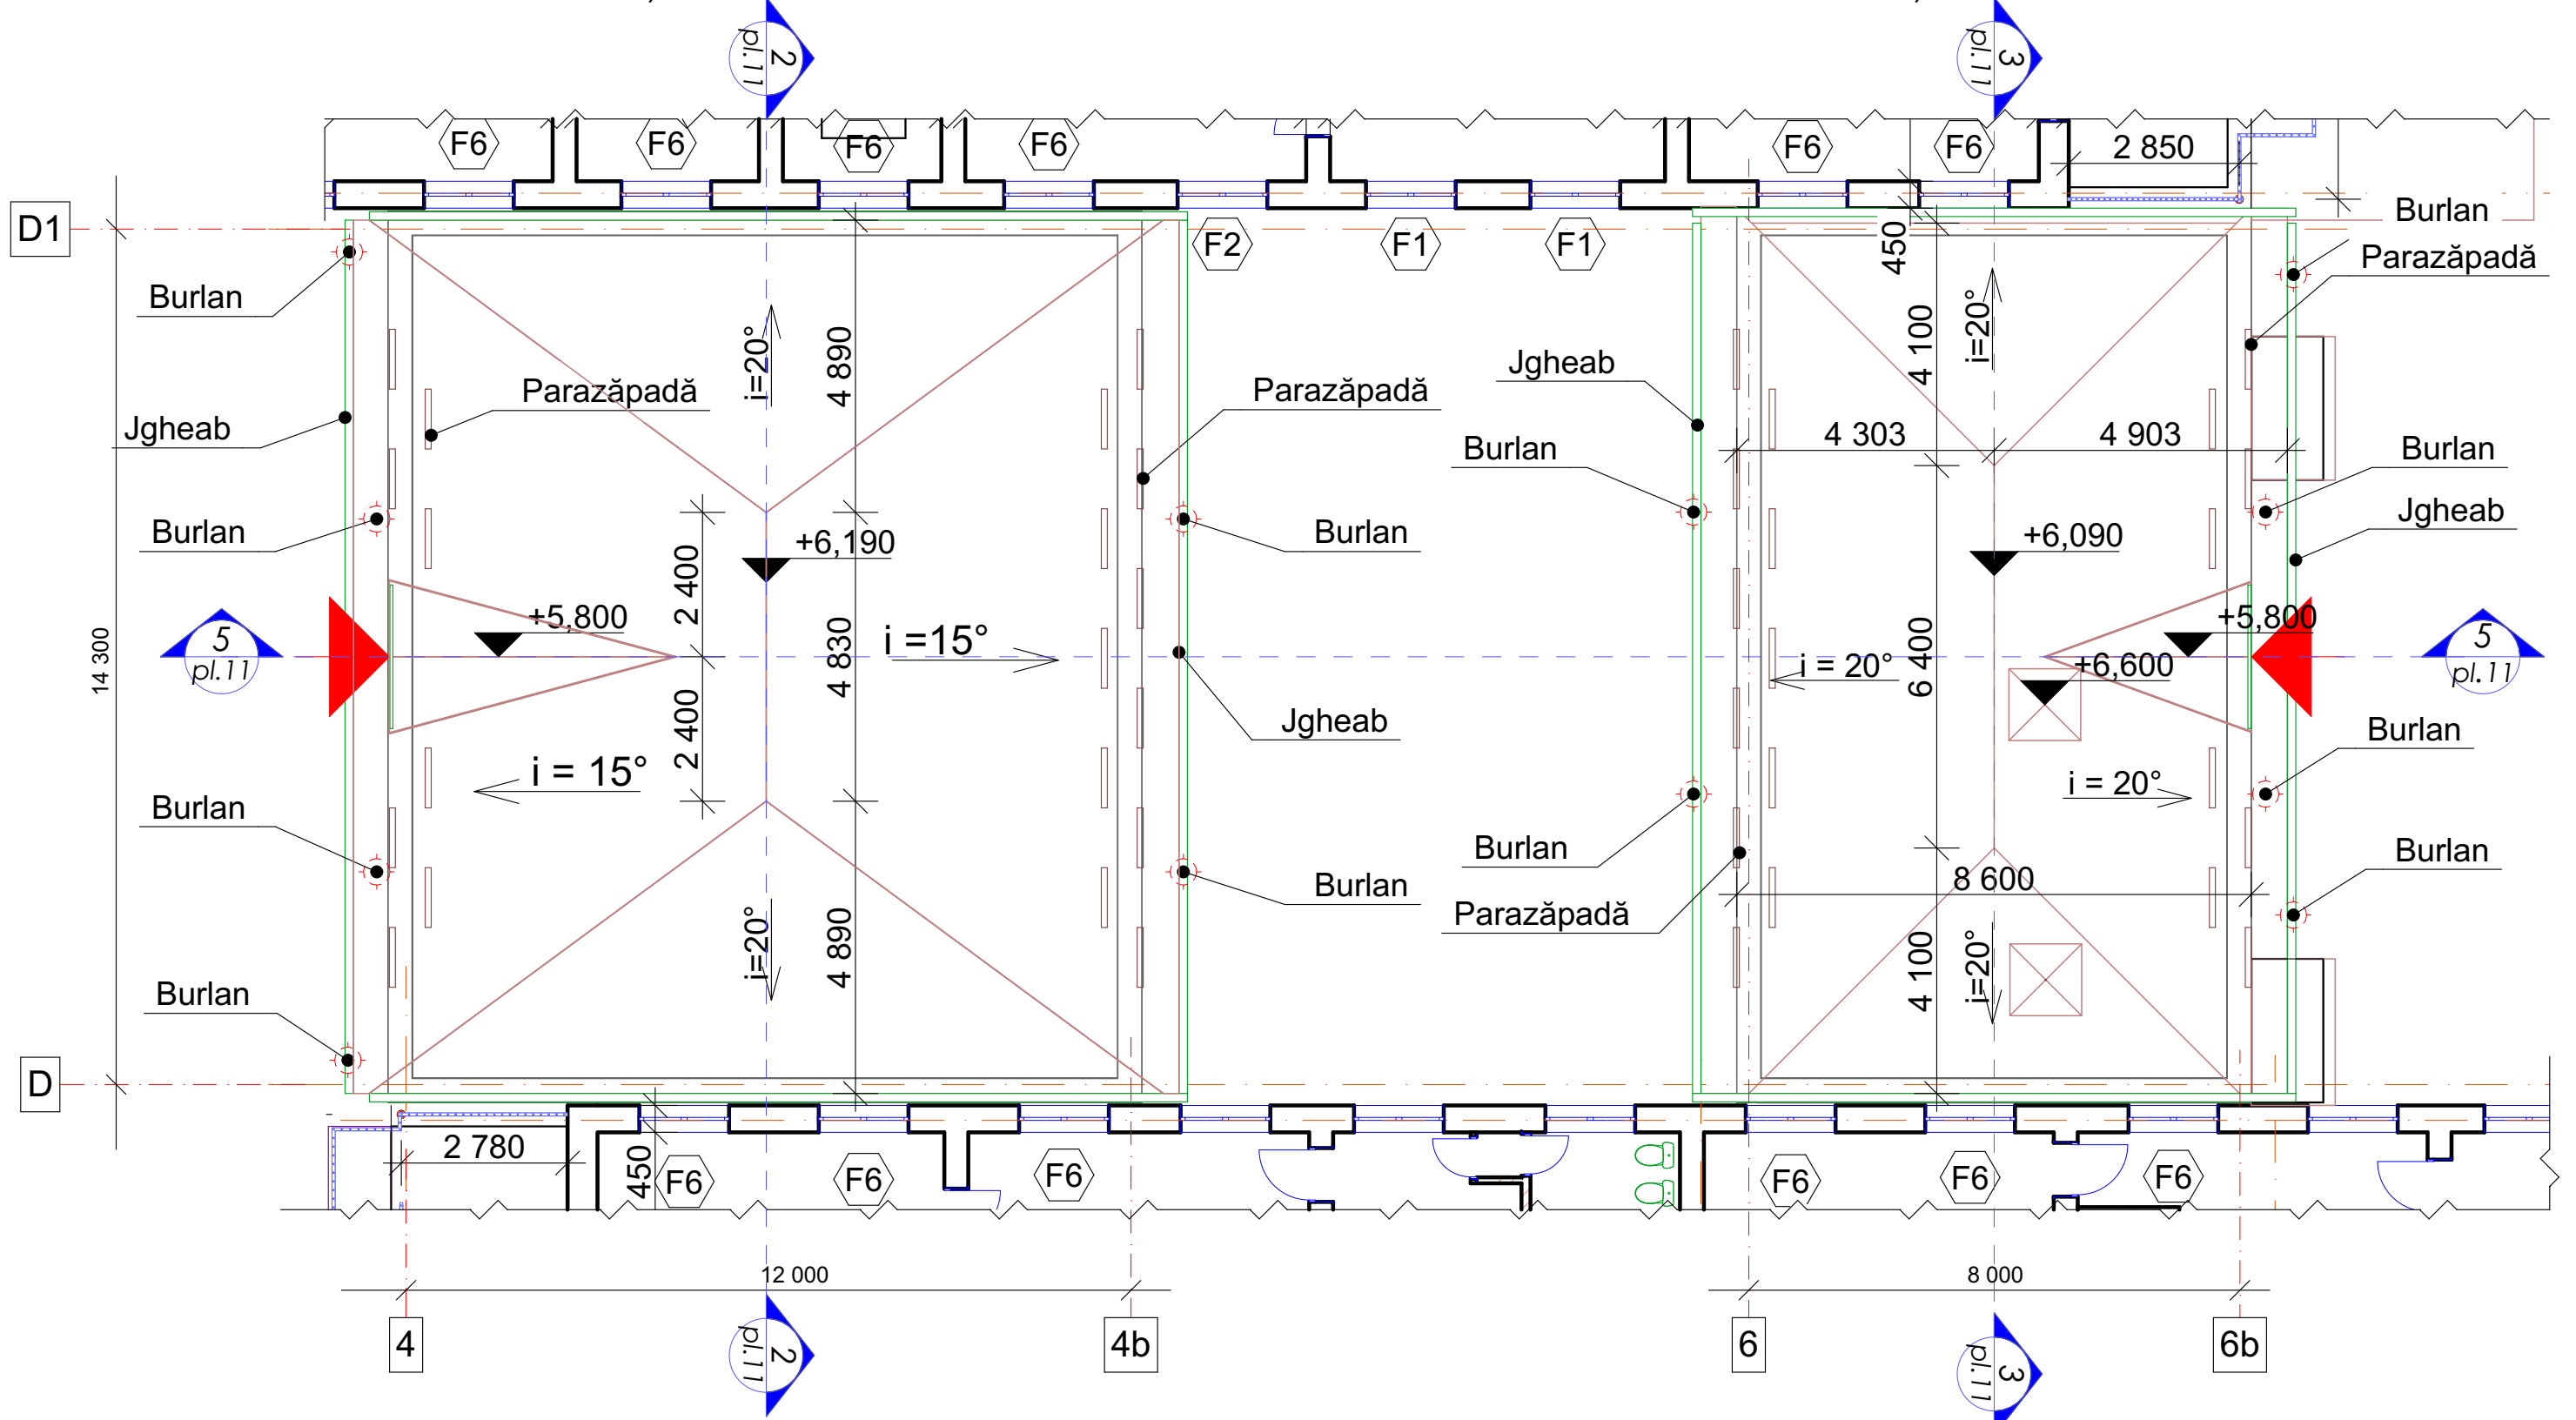 2
pl.11
3
pl.11
F6
F6
F6
F6
F6
F6
2 850
D1
F2
F1
F1
450
Burlan
Parazăpadă
Burlan
i=20°
4 890
4 100
i=20°
Jgheab
Parazăpadă
Parazăpadă
Jgheab
4 303
4 903
Burlan
Burlan
Jgheab
Burlan
+6,190
Burlan
+6,090
2 400
+5,800
4 830
i =15°
6 400
+5,800
5
pl.11
i = 20°
+6,600
5
pl.11
14 300
Jgheab
2 400
i = 15°
i = 20°
Burlan
Burlan
Burlan
Burlan
Burlan
8 600
Parazăpadă
i=20°
4 890
4 100
i=20°
Burlan
D
2 780
450
F6
F6
F6
F6
F6
F6
12 000
8 000
4
2
pl.11
4b
6
3
pl.11
6b